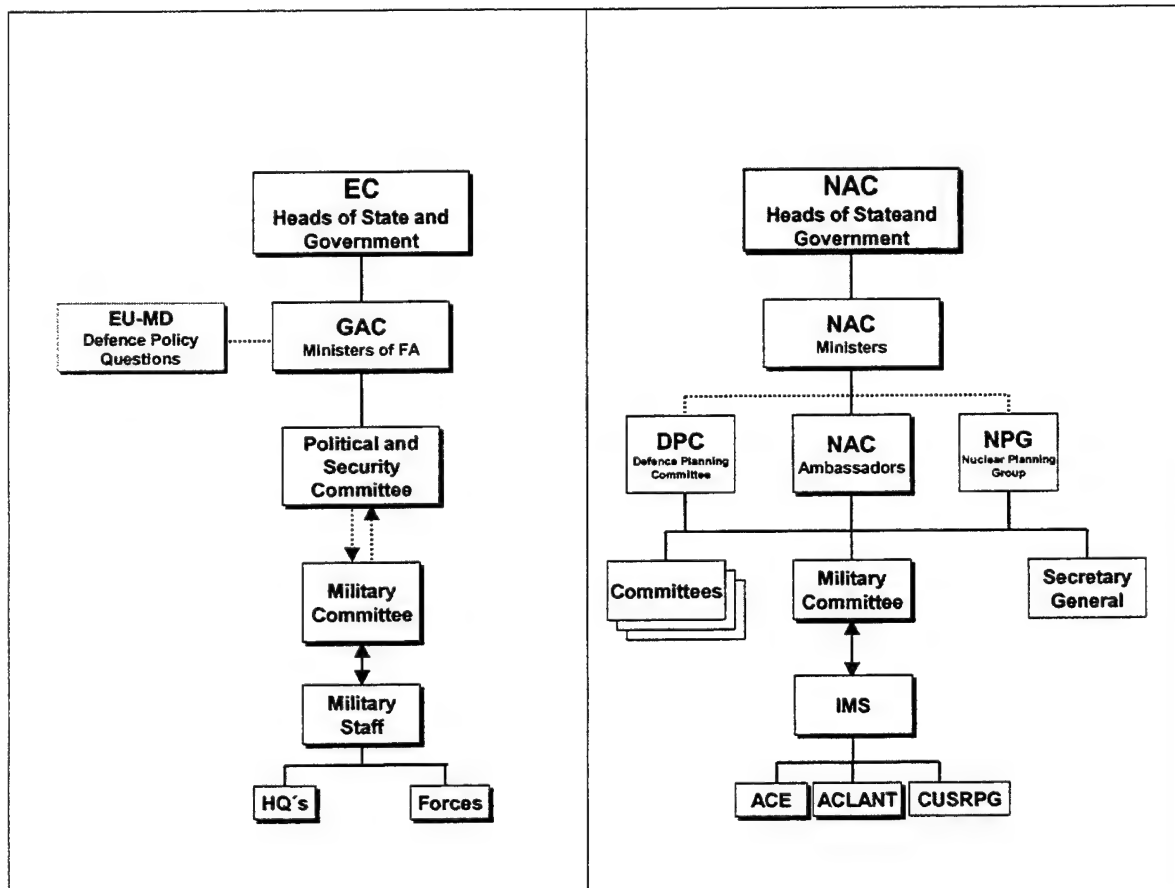 EC
Heads of State and
Government
EU-MD
Defence Policy
Questions
GAC
Ministers of FA
Political and
Security
Committee
Military
Committee
Military
Staff
HQ´s
Forces
NAC
Heads of Stateand
Government
NAC
Ministers
DPC
Defence Planning
Committee
NAC
Ambassadors
NPG
Nuclear Planning
Group
Committees
Military
Committee
Secretary
General
IMS
ACE
ACLANT
CUSRPG